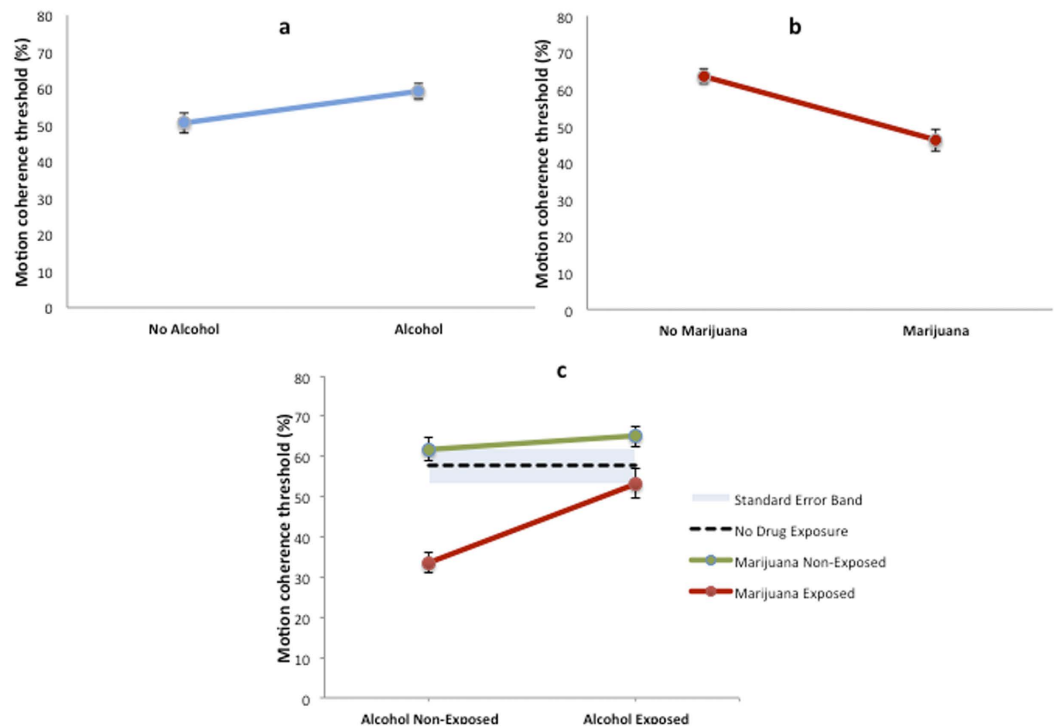 a
Motion coherence threshold (%)
80
70
60
50
40
30
20
10
0
No Alcohol
Alcohol
b
Motion coherence threshold (%)
80
70
60
50
40
30
20
10
0
No Marijuana
Marijuana
c
Motion coherence threshold (%)
80
70
60
50
40
30
20
10
0
Alcohol Non-Exposed
Alcohol Exposed
Standard Error Band
No Drug Exposure
Marijuana Non-Exposed
Marijuana Exposed